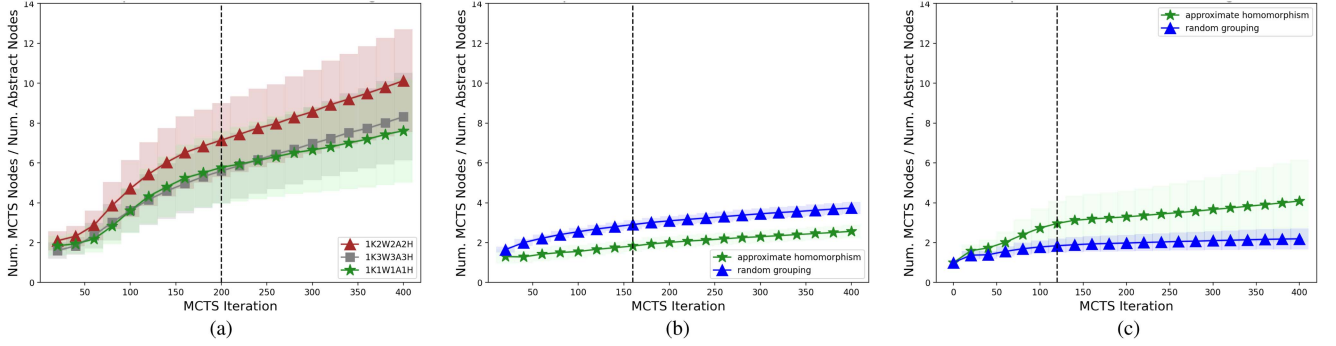 Num. MCTS Nodes / Num. Abstract Nodes
14
12
10
8
6
4
2
0
50 100 150 200 250 300 350 400
MCTS Iteration
1K2W2A2H
1K3W3A3H
1K1W1A1H
(a)
Num. MCTS Nodes / Num. Abstract Nodes
14
12
10
8
6
4
2
0
50 100 150 200 250 300 350 400
MCTS Iteration
approximate homomorphism
random grouping
(b)
Num. MCTS Nodes / Num. Abstract Nodes
14
12
10
8
6
4
2
0
0 50 100 150 200 250 300 350 400
MCTS Iteration
approximate homomorphism
random grouping
(c)